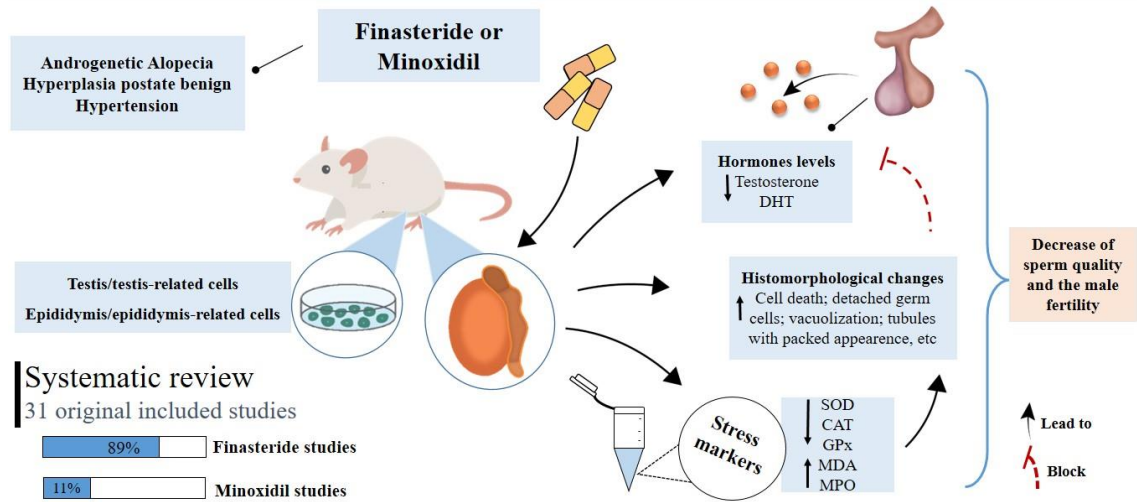 Finasteride or
Minoxidil
Androgenetic Alopecia
Hyperplasia postate benign
Hypertension
Hormones levels
Testosterone
DHT
Testis/testis-related cells
Epididymis/epididymis-related cells
Histomorphological changes
Cell death; detached germ
cells; vacuolization; tubules
with packed appearance, etc
Decrease of
sperm quality
and the male
fertility
Systematic review
31 original included studies
89%
Finasteride studies
11%
Minoxidil studies
Stress
markers
SOD
CAT
GPx
MDA
MPO
Lead to
Block